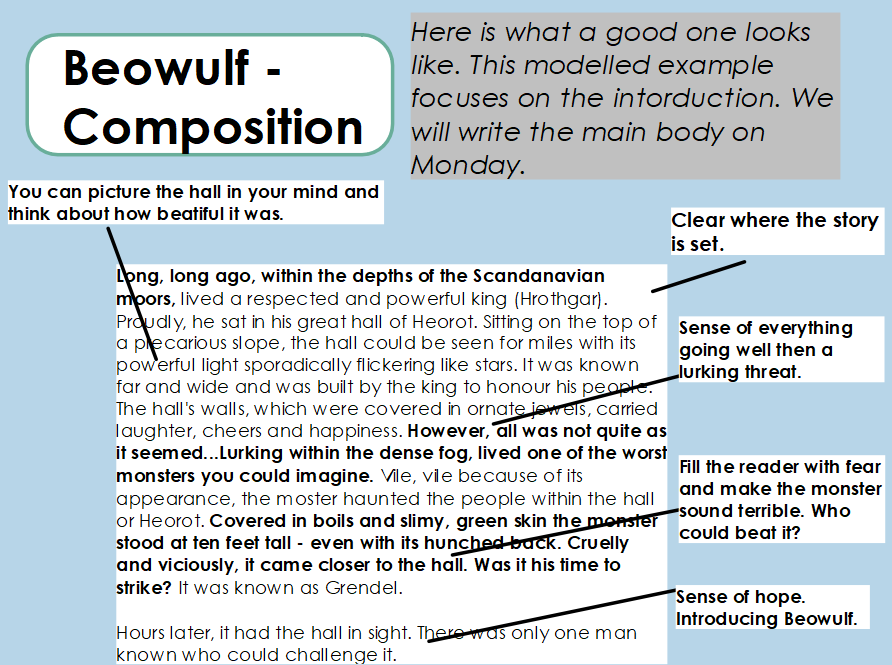 Beowulf -
Composition
Here is what a good one looks
like. This modelled example
focuses on the intorduction. We
will write the main body on
Monday.
You can picture the hall in your mind and
think about how beatiful it was.
Clear where the story
is set.
Long, long ago, within the depths of the Scandanavian
moors, lived a respected and powerful king (Hrothgar).
Proudly, he sat in his great hall of Heorot. Sitting on the top of
a precarious slope, the hall could be seen for miles with its
powerful light sporadically flickering like stars. It was known
far and wide and was built by the king to honour his people.
The hall's walls, which were covered in ornate jewels, carried
laughter, cheers and happiness. However, all was not quite as
it seemed...Lurking within the dense fog, lived one of the worst
monsters you could imagine. Vile, vile because of its
appearance, the moster haunted the people within the hall
or Heorot. Covered in boils and slimy, green skin the monster
stood at ten feet tall - even with its hunched back. Cruelly
and viciously, it came closer to the hall. Was it his time to
strike? It was known as Grendel.
Hours later, it had the hall in sight. There was only one man
known who could challenge it.
Sense of everything
going well then a
lurking threat.
Fill the reader with fear
and make the monster
sound terrible. Who
could beat it?
Sense of hope.
Introducing Beowulf.